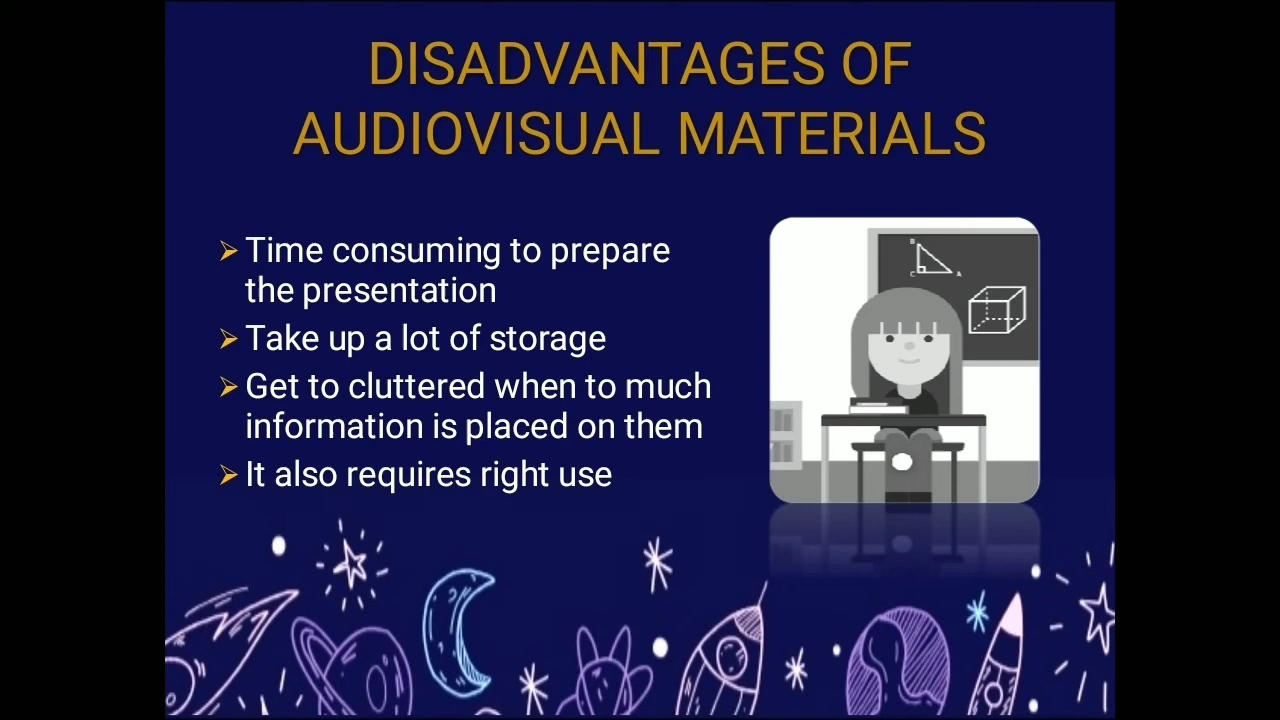 DISADVANTAGES OF
AUDIOVISUAL MATERIALS
➢ Time consuming to prepare
the presentation
➢ Take up a lot of storage
➢ Get to cluttered when to much
information is placed on them
➢ It also requires right use
B
C
A